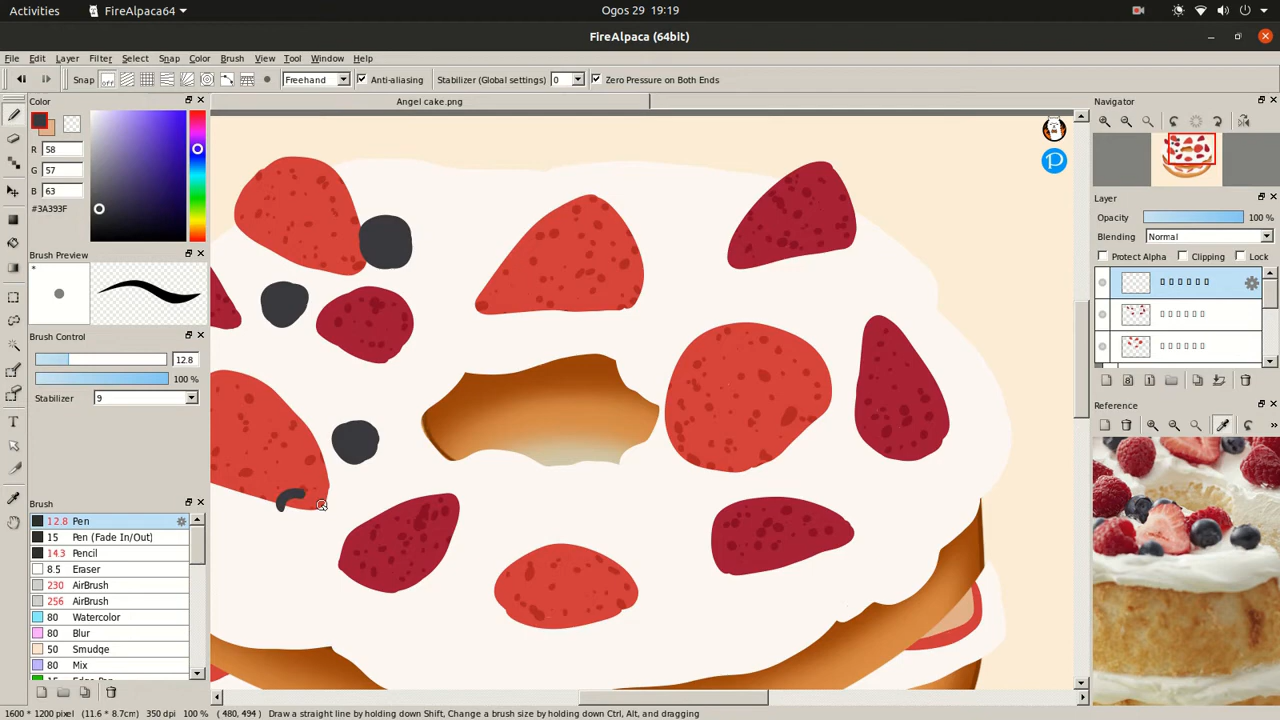 Activities
FireAlpaca64
Ogos 29 19:19
FireAlpaca (64bit)
File Edit Layer Filter Select Snap Color Brush View Tool Window Help
Snap off Freehand Anti-aliasing Stabilizer (Global settings) 0 Zero Pressure on Both Ends
Color
R 58
G 57
B 63
#3A393F
Brush Preview
*
Brush Control
12.8
100 %
Stabilizer 9
Brush
12.8 Pen
15 Pen (Fade In/Out)
14.3 Pencil
8.5 Eraser
230 AirBrush
256 AirBrush
80 Watercolor
80 Blur
50 Smudge
80 Mix
Angel cake.png
P
Navigator
Layer
Opacity 100 %
Blending Normal
Protect Alpha Clipping Lock
8 1
Reference
1600 * 1200 pixel (11.6 * 8.7cm) 350 dpi 100 % ( 480, 494 ) Draw a straight line by holding down Shift, Change a brush size by holding down Ctrl, Alt, and dragging